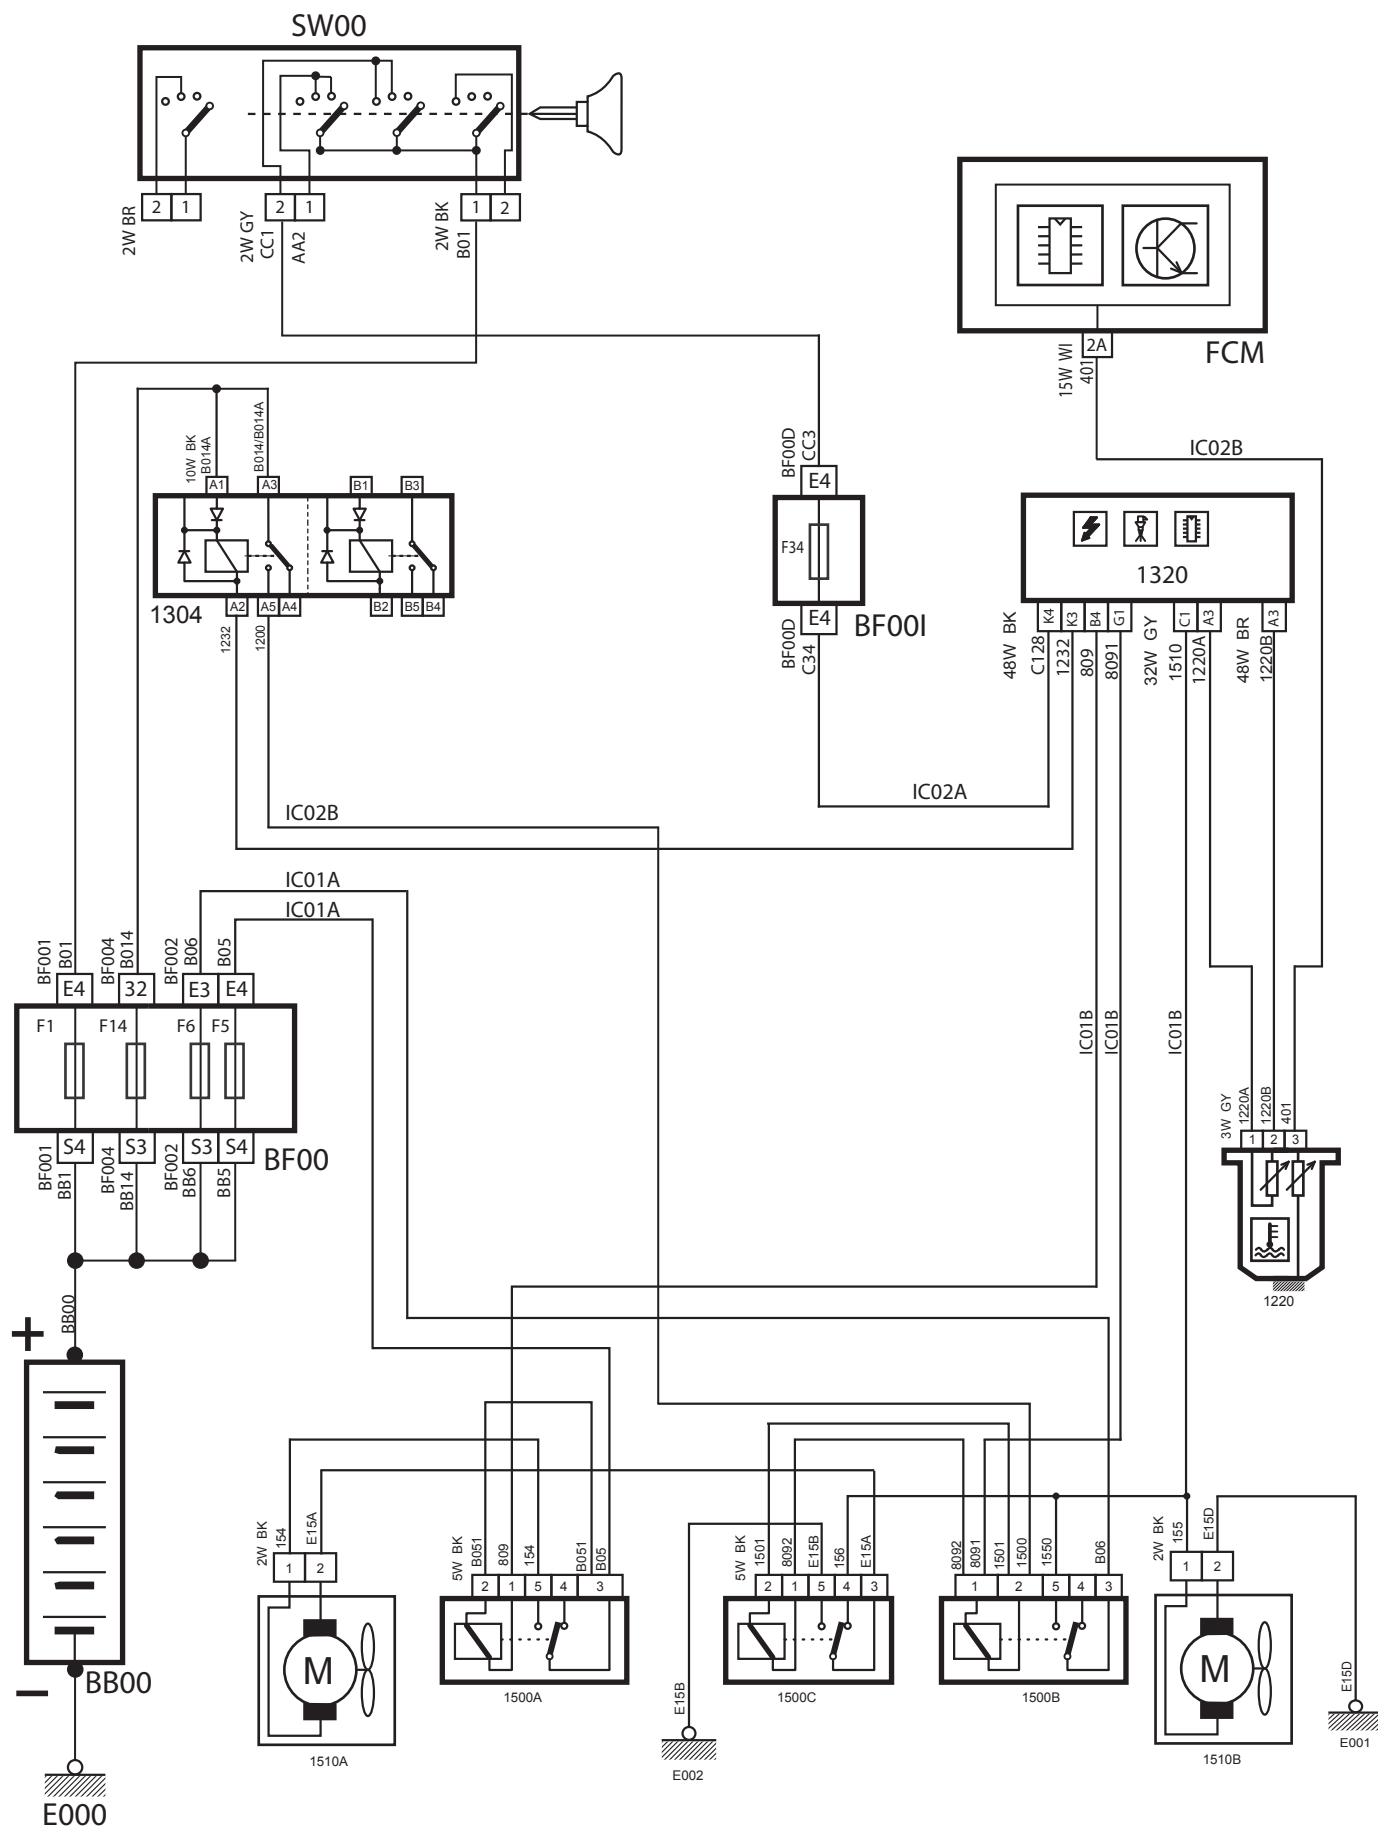 SW00
2 1
2 1
1 2
2W BR
2W GY
CC1
AA2
2W BK
B01
2A
15W WI
401
FCM
IC02B
10W BK
B014A
B014/B014A
A1 A3 B1 B3
A2 A5 A4 B2 B5 B4
1304
1232
1200
BF00D
CC3
E4
F34
E4
BF00I
BF00D
C34
1320
K4 K3 B4 G1 C1 A3 A3
48W BK
C128
1232
809
8091
32W GY
1510
1220A
48W BR
1220B
IC02A
IC02B
IC01A
IC01A
BF001
B01
BF004
B014
BF002
B06
B05
E4 32 E3 E4
F1 F14 F6 F5
S4 S3 S3 S4
BF00
BF001
BB1
BF004
BB14
BF002
BB6
BB5
IC01B
IC01B
IC01B
3W GY
1220A
1220B
401
1 2 3
1220
BB00
+
−
BB00
E000
2W BK
154
E15A
1 2
M
1510A
5W BK
B051
809
154
B051
B05
2 1 5 4 3
1500A
E15B
E002
5W BK
1501
8092
E15B
156
E15A
2 1 5 4 3
1500C
8092
8091
1501
1500
1550
B06
1 2 5 4 3
1500B
2W BK
155
E15D
1 2
M
1510B
E15D
E001